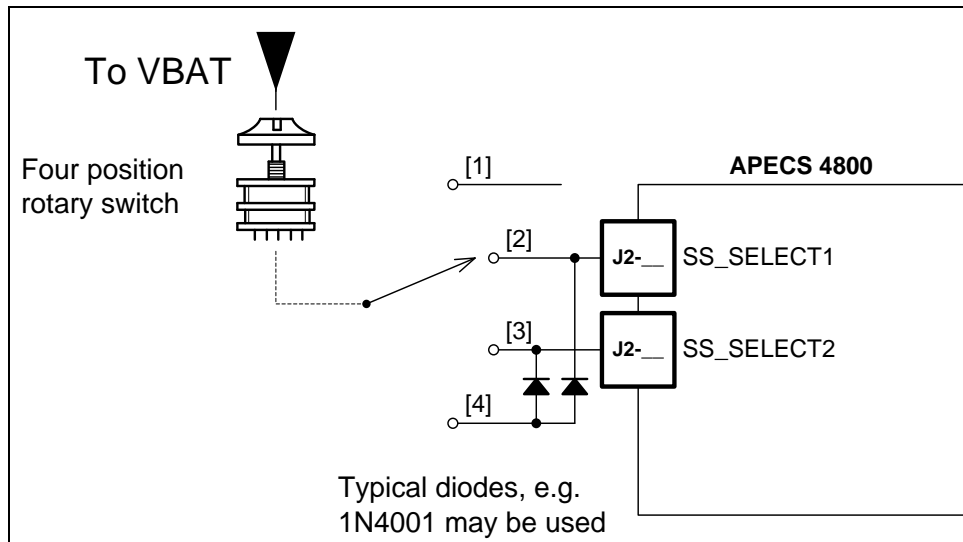 To VBAT
Four position
rotary switch
[1]
APECS 4800
[2]
J2-__ SS_SELECT1
[3]
J2-__ SS_SELECT2
[4]
Typical diodes, e.g.
1N4001 may be used